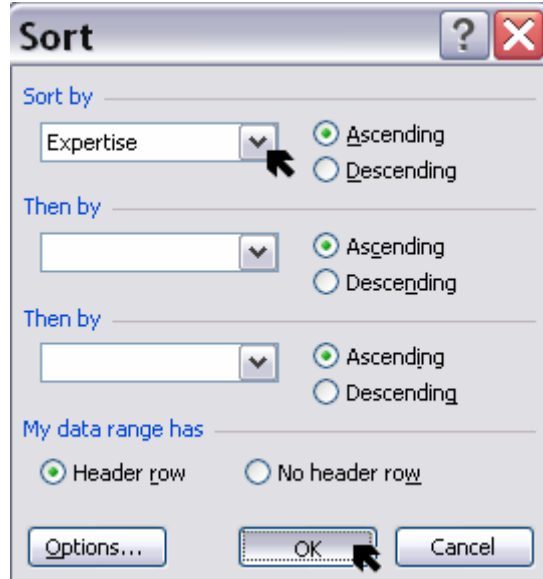 Sort
Sort by
Expertise
Ascending
Descending
Then by
Ascending
Descending
Then by
Ascending
Descending
My data range has
Header row
No header row
Options...
OK
Cancel